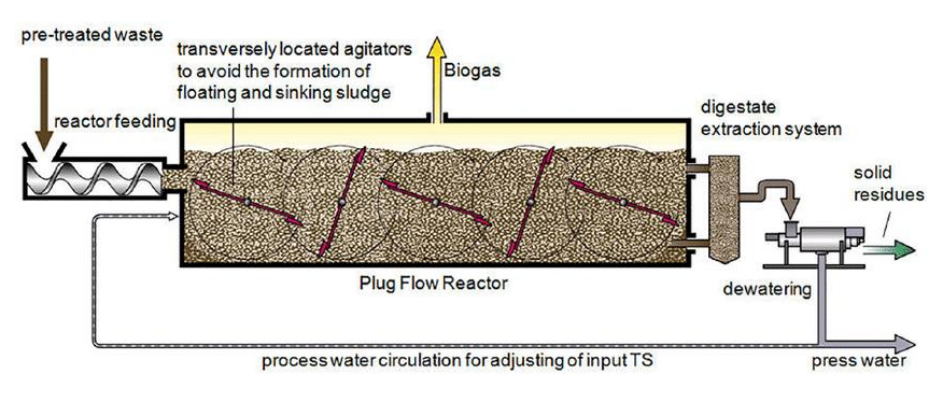 pre-treated waste
transversely located agitators
to avoid the formation of
floating and sinking sludge
Biogas
reactor feeding
digestate
extraction system
solid
residues
Plug Flow Reactor
dewatering
process water circulation for adjusting of input TS
press water